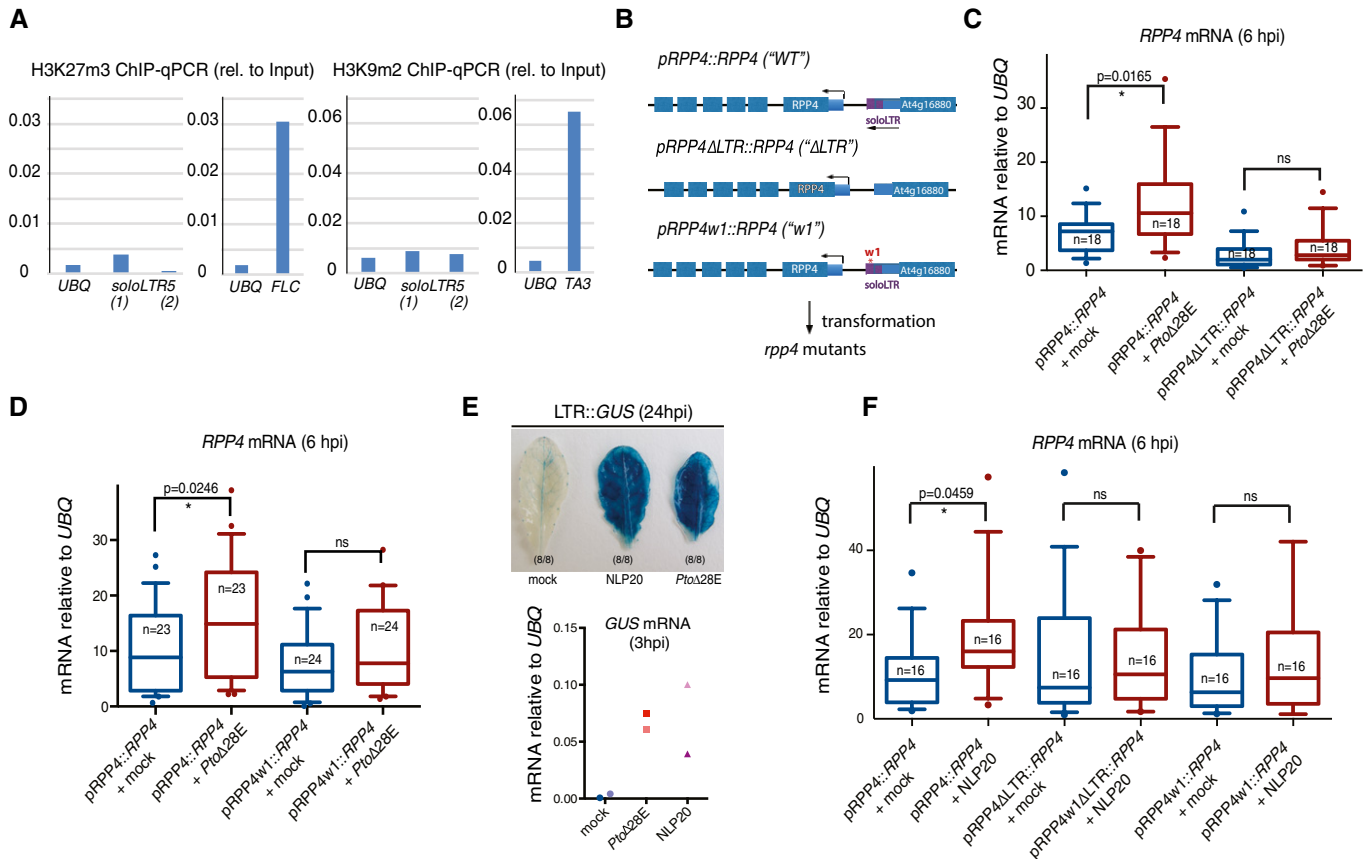 A
H3K27m3 ChIP-qPCR (rel. to Input)
H3K9m2 ChIP-qPCR (rel. to Input)
0.03
0.02
0.01
0
UBQ soloLTR5
(1) (2)
0.03
0.02
0.01
0
UBQ FLC
0.06
0.04
0.02
0
UBQ soloLTR5
(1) (2)
0.06
0.04
0.02
0
UBQ TA3
B
pRPP4::RPP4 ("WT")
RPP4
At4g16880
soloLTR
pRPP4ΔLTR::RPP4 ("ΔLTR")
RPP4
At4g16880
pRPP4w1::RPP4 ("w1")
w1
*
RPP4
At4g16880
soloLTR
transformation
rpp4 mutants
C
RPP4 mRNA (6 hpi)
mRNA relative to UBQ
30
20
10
0
p=0.0165
*
ns
n=18
n=18
n=18
n=18
pRPP4::RPP4
+ mock
pRPP4::RPP4
+ PtoΔ28E
pRPP4ΔLTR::RPP4
+ mock
pRPP4ΔLTR::RPP4
+ PtoΔ28E
D
RPP4 mRNA (6 hpi)
mRNA relative to UBQ
30
20
10
0
p=0.0246
*
ns
n=23
n=23
n=24
n=24
pRPP4::RPP4
+ mock
pRPP4::RPP4
+ PtoΔ28E
pRPP4w1::RPP4
+ mock
pRPP4w1::RPP4
+ PtoΔ28E
E
LTR::GUS (24hpi)
(8/8) (8/8) (8/8)
mock NLP20 PtoΔ28E
GUS mRNA
(3hpi)
mRNA relative to UBQ
0.15
0.10
0.05
0.00
mock
PtoΔ28E
NLP20
F
RPP4 mRNA (6 hpi)
mRNA relative to UBQ
40
20
0
p=0.0459
*
ns
ns
n=16
n=16
n=16
n=16
n=16
n=16
pRPP4::RPP4
+ mock
pRPP4::RPP4
+ NLP20
pRPP4ΔLTR::RPP4
+ mock
pRPP4w1ΔLTR::RPP4
+ NLP20
pRPP4w1::RPP4
+ mock
pRPP4w1::RPP4
+ NLP20